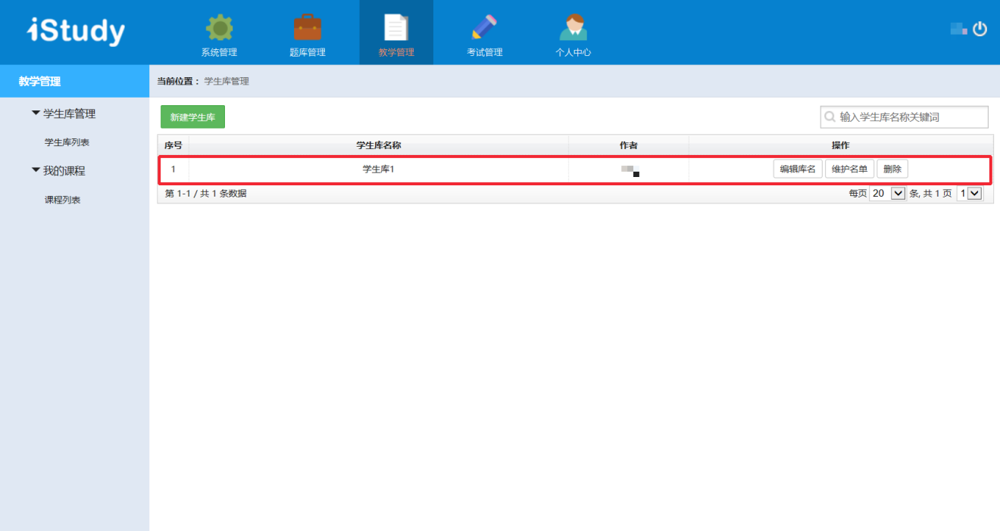 iStudy
系统管理 题库管理 教学管理 考试管理 个人中心
教学管理
当前位置： 学生库管理
学生库管理
学生库列表
我的课程
课程列表
新建学生库 输入学生库名称关键词
序号 学生库名称 作者 操作
1 学生库1 编辑库名 维护名单 删除
第 1-1 / 共 1 条数据 每页 20 条, 共 1 页 1